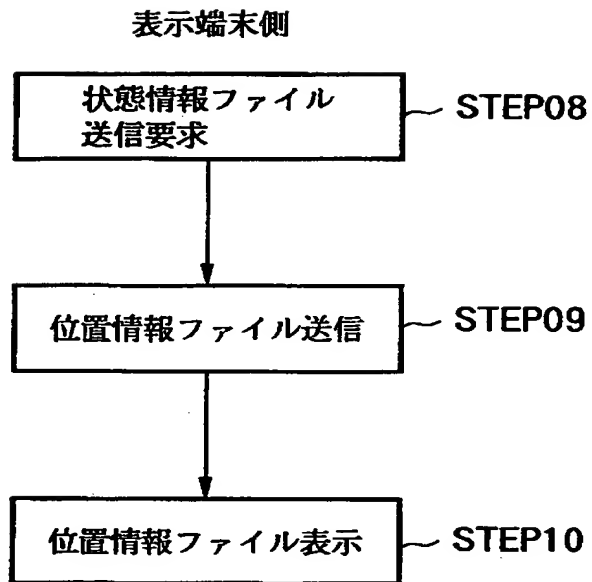 表示端末側
状態情報ファイル
送信要求
STEP08
位置情報ファイル送信
STEP09
位置情報ファイル表示
STEP10